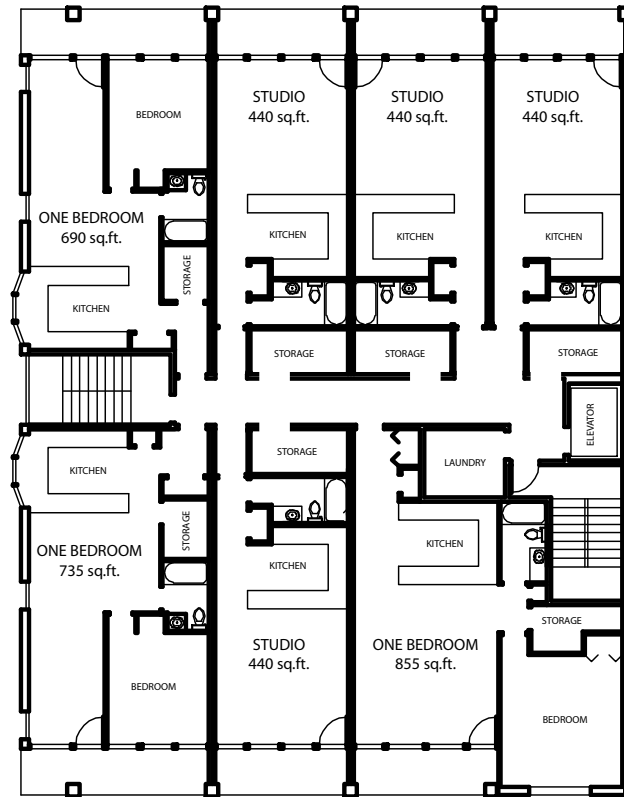 STUDIO
440 sq.ft.
STUDIO
440 sq.ft.
STUDIO
440 sq.ft.
BEDROOM
ONE BEDROOM
690 sq.ft.
KITCHEN
KITCHEN
KITCHEN
STORAGE
KITCHEN
STORAGE
STORAGE
STORAGE
ELEVATOR
STORAGE
LAUNDRY
KITCHEN
STORAGE
KITCHEN
ONE BEDROOM
735 sq.ft.
KITCHEN
STORAGE
STUDIO
440 sq.ft.
ONE BEDROOM
855 sq.ft.
BEDROOM
BEDROOM